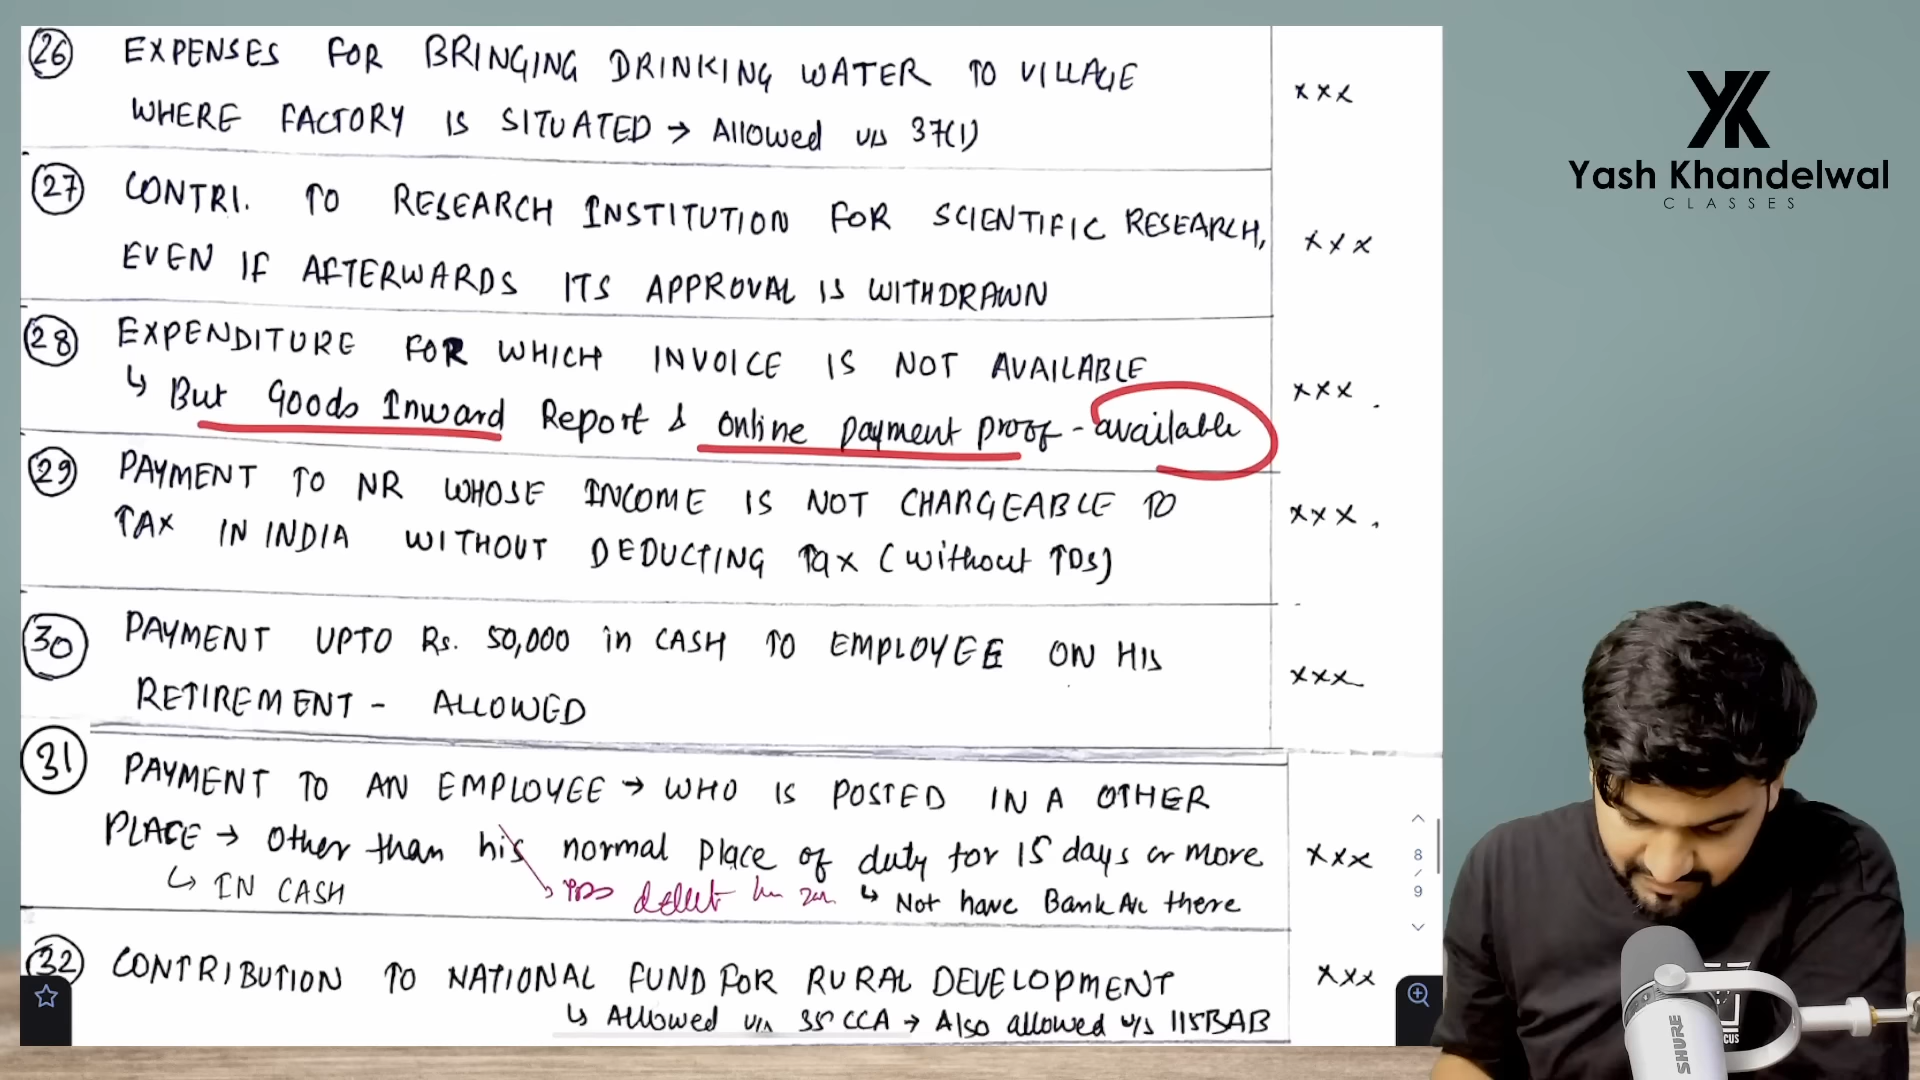 26 EXPENSES FOR BRINGING DRINKING WATER TO VILLAGE
WHERE FACTORY IS SITUATED → Allowed u/s 37(1)
xxx
27 CONTRI. TO RESEARCH INSTITUTION FOR SCIENTIFIC RESEARCH,
EVEN IF AFTERWARDS ITS APPROVAL IS WITHDRAWN
xxx
28 EXPENDITURE FOR WHICH INVOICE IS NOT AVAILABLE
↳ But Goods Inward Report & Online payment proof - available
xxx.
29 PAYMENT TO NR WHOSE INCOME IS NOT CHARGEABLE TO
TAX IN INDIA WITHOUT DEDUCTING Tax (without TDS)
xxx.
30 PAYMENT UPTO Rs. 50,000 in CASH TO EMPLOYEE ON HIS
RETIREMENT - ALLOWED
xxx
31 PAYMENT TO AN EMPLOYEE → WHO IS POSTED IN A OTHER
PLACE → Other than his normal place of duty for 15 days or more
↳ IN CASH
TDS
↳ Not have Bank A/c there
xxx
32 CONTRIBUTION TO NATIONAL FUND FOR RURAL DEVELOPMENT
↳ Allowed u/s 35CCA → Also allowed u/s 115BAB
xxx
8
/
9
YK
Yash Khandelwal
CLASSES
SHURE
CUS